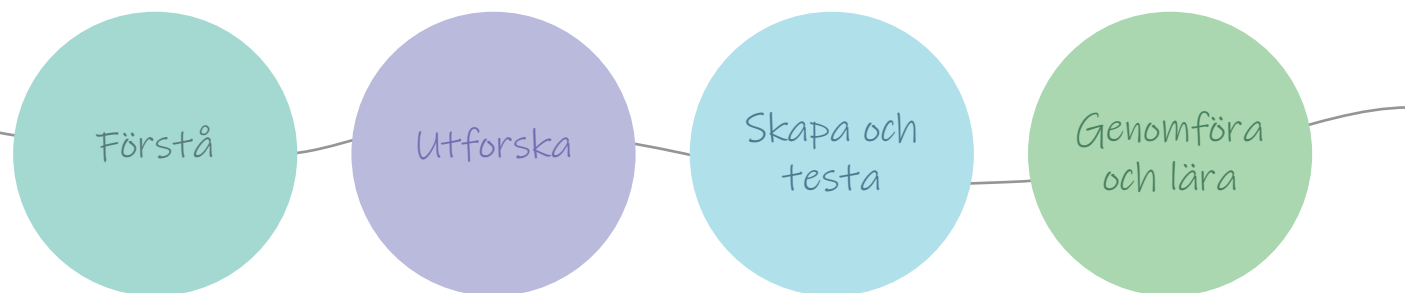 Förstå
Utforska
Skapa och
testa
Genomföra
och lära